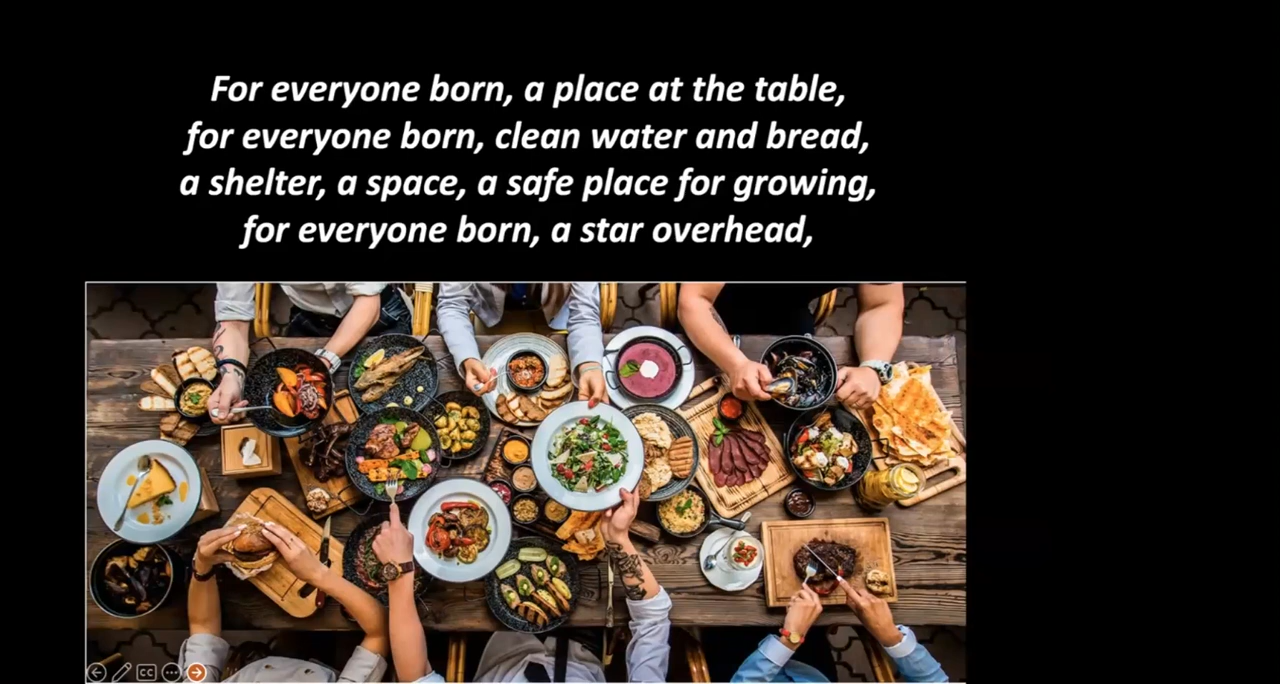 For everyone born, a place at the table,
for everyone born, clean water and bread,
a shelter, a space, a safe place for growing,
for everyone born, a star overhead,
CC